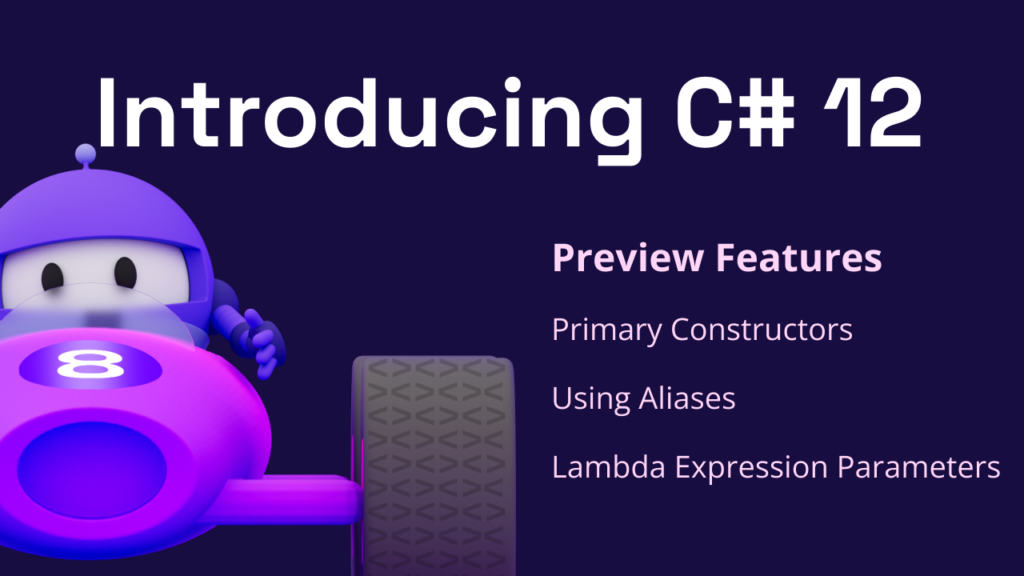 Introducing C# 12
Preview Features
Primary Constructors
Using Aliases
Lambda Expression Parameters
8